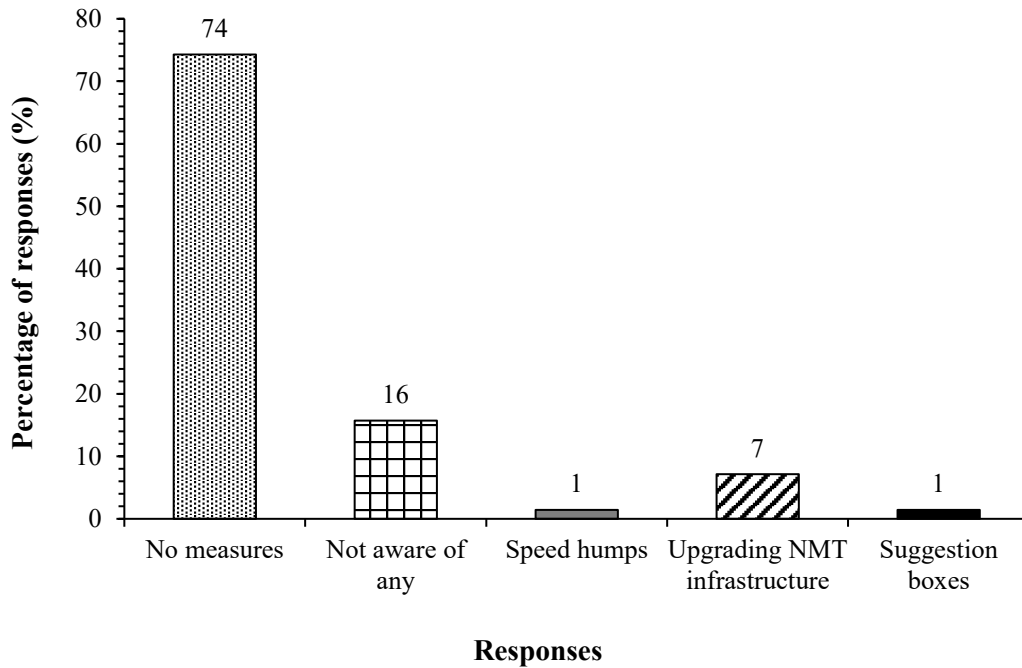 Percentage of responses (%)
80
70
60
50
40
30
20
10
0
74
16
1
7
1
No measures
Not aware of
any
Speed humps
Upgrading NMT
infrastructure
Suggestion
boxes
Responses